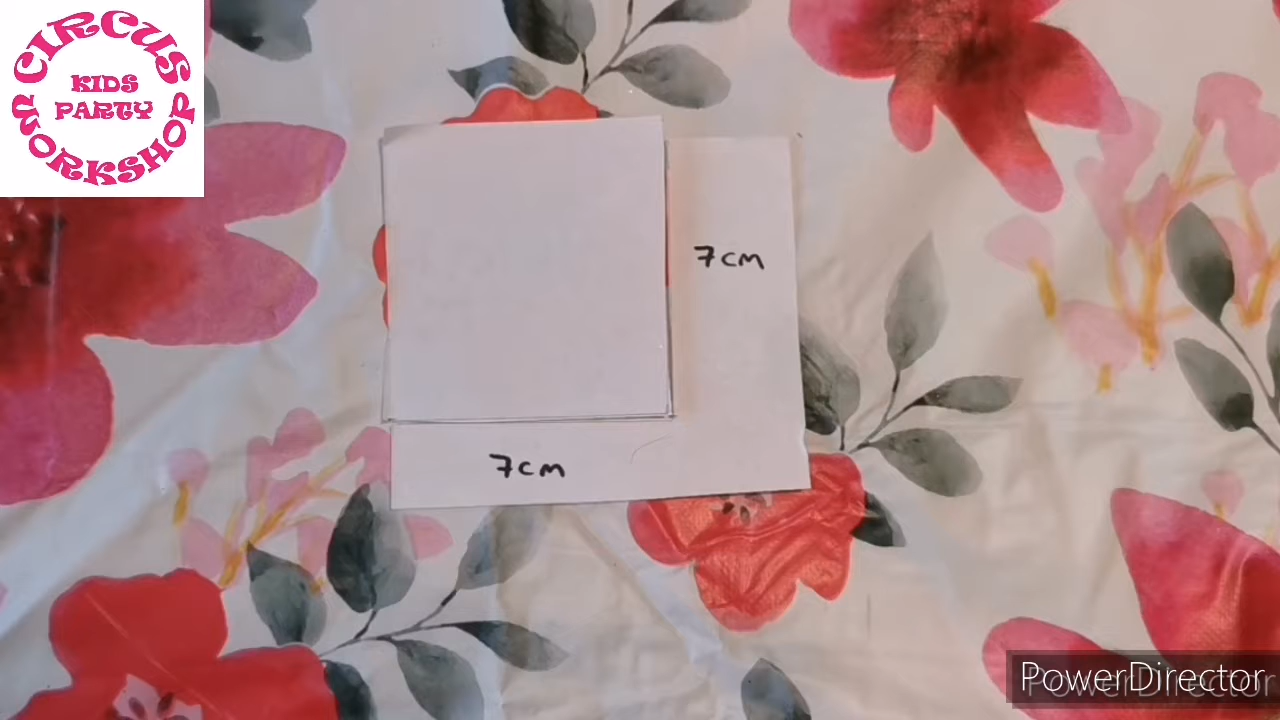 CIRCUS
KIDS
PARTY
WORKSHOP
7cm
7cm
PowerDirector